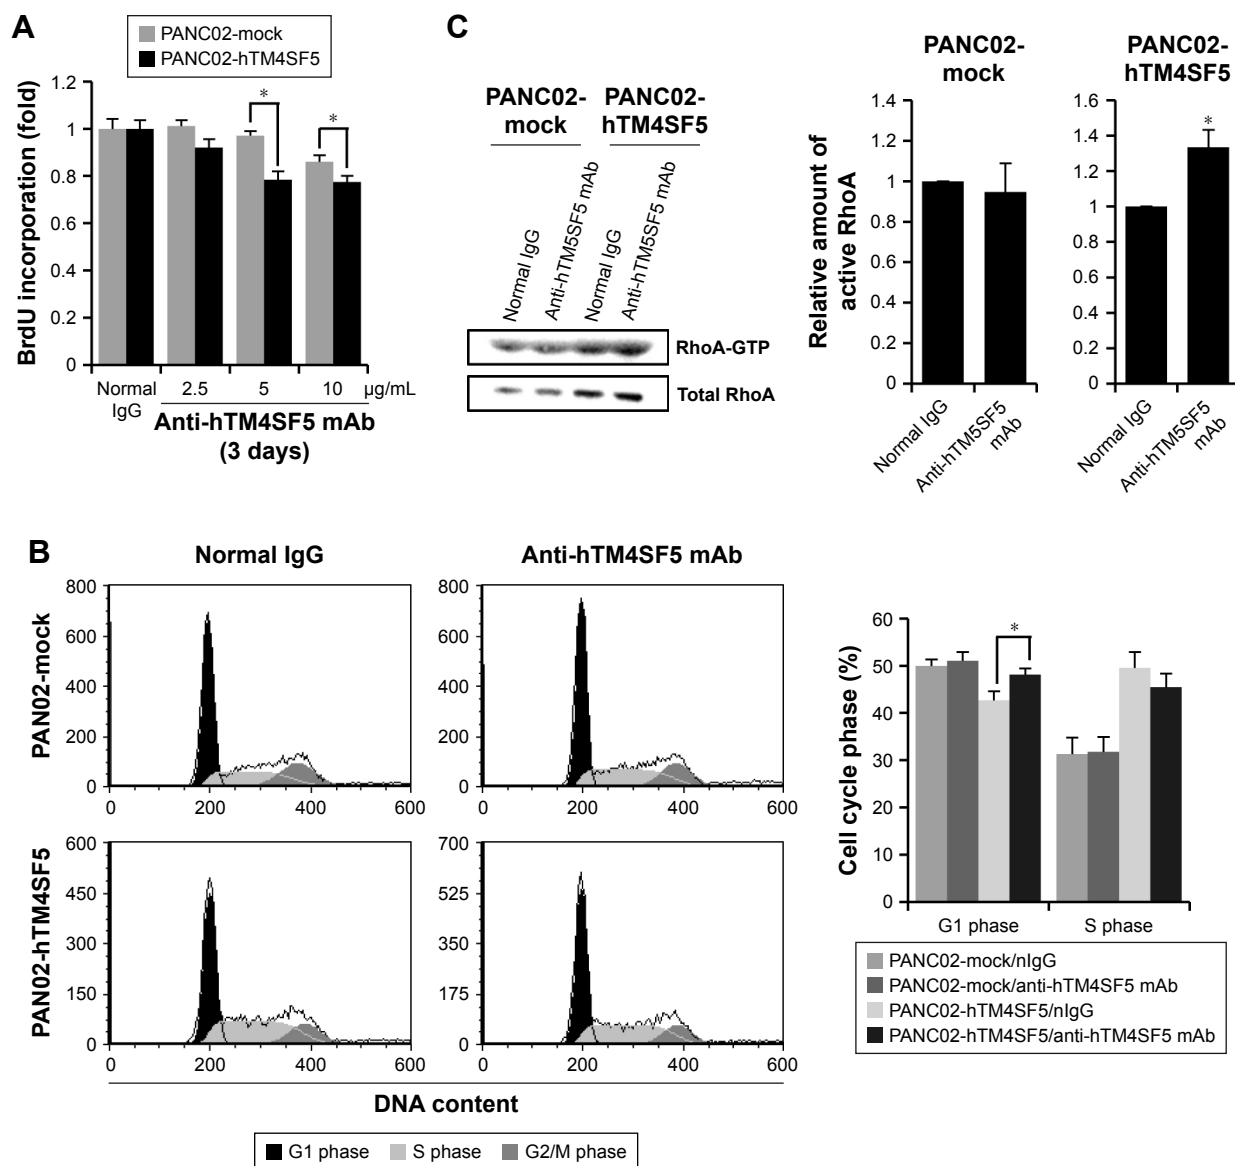 A
PANC02-mock
PANC02-hTM4SF5
BrdU incorporation (fold)
1.2
1
0.8
0.6
0.4
0.2
0
*
*
Normal
IgG
2.5
5
10
µg/mL
Anti-hTM4SF5 mAb
(3 days)
C
PANC02-
mock
PANC02-
hTM4SF5
Normal IgG
Anti-hTM5SF5 mAb
Normal IgG
Anti-hTM5SF5 mAb
RhoA-GTP
Total RhoA
Relative amount of
active RhoA
PANC02-
mock
1.4
1.2
1
0.8
0.6
0.4
0.2
0
Normal IgG
Anti-hTM5SF5
mAb
PANC02-
hTM4SF5
1.6
1.4
1.2
1
0.8
0.6
0.4
0.2
0
*
Normal IgG
Anti-hTM5SF5
mAb
B
Normal IgG
Anti-hTM4SF5 mAb
PAN02-mock
800
600
400
200
0
0
200
400
600
800
600
400
200
0
0
200
400
600
PAN02-hTM4SF5
600
450
300
150
0
0
200
400
600
700
525
350
175
0
0
200
400
600
DNA content
G1 phase
S phase
G2/M phase
Cell cycle phase (%)
60
50
40
30
20
10
0
*
G1 phase
S phase
PANC02-mock/nIgG
PANC02-mock/anti-hTM4SF5 mAb
PANC02-hTM4SF5/nIgG
PANC02-hTM4SF5/anti-hTM4SF5 mAb